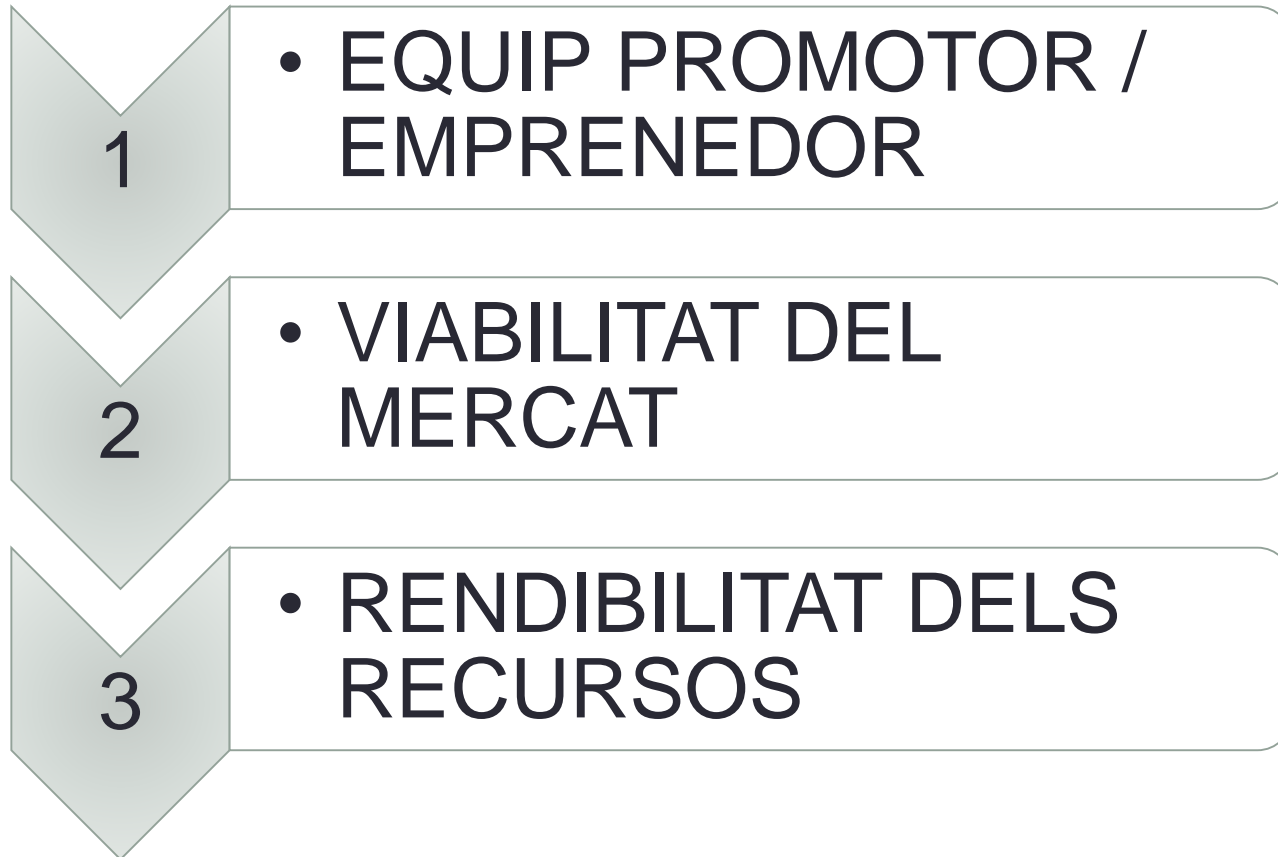 1
• EQUIP PROMOTOR /
EMPRENEDOR
2
• VIABILITAT DEL
MERCAT
3
• RENDIBILITAT DELS
RECURSOS